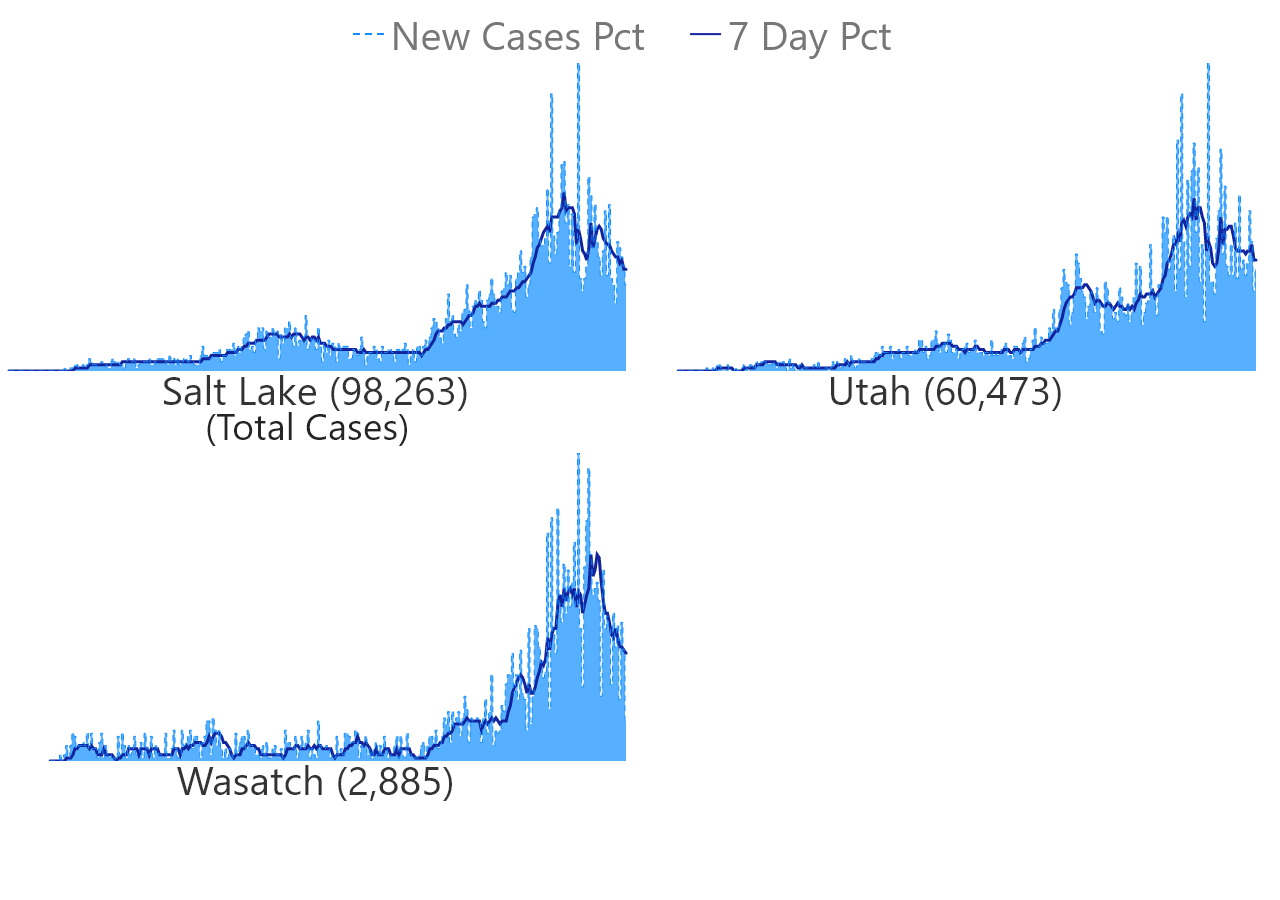 New Cases Pct 7 Day Pct
Salt Lake (98,263)
(Total Cases)
Utah (60,473)
Wasatch (2,885)